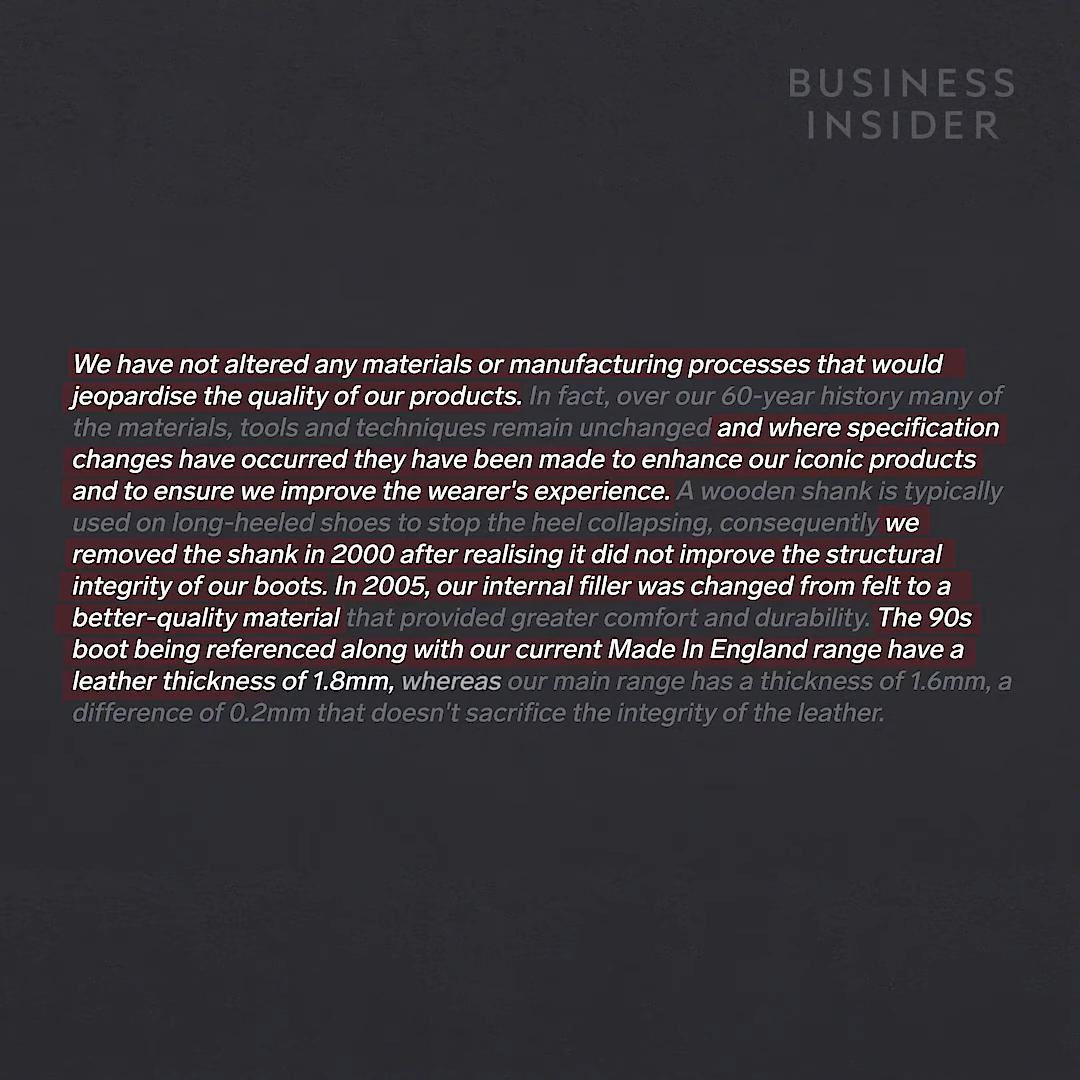 BUSINESS
INSIDER
We have not altered any materials or manufacturing processes that would
jeopardise the quality of our products. In fact, over our 60-year history many of
the materials, tools and techniques remain unchanged and where specification
changes have occurred they have been made to enhance our iconic products
and to ensure we improve the wearer's experience. A wooden shank is typically
used on long-heeled shoes to stop the heel collapsing, consequently we
removed the shank in 2000 after realising it did not improve the structural
integrity of our boots. In 2005, our internal filler was changed from felt to a
better-quality material that provided greater comfort and durability. The 90s
boot being referenced along with our current Made In England range have a
leather thickness of 1.8mm, whereas our main range has a thickness of 1.6mm, a
difference of 0.2mm that doesn't sacrifice the integrity of the leather.